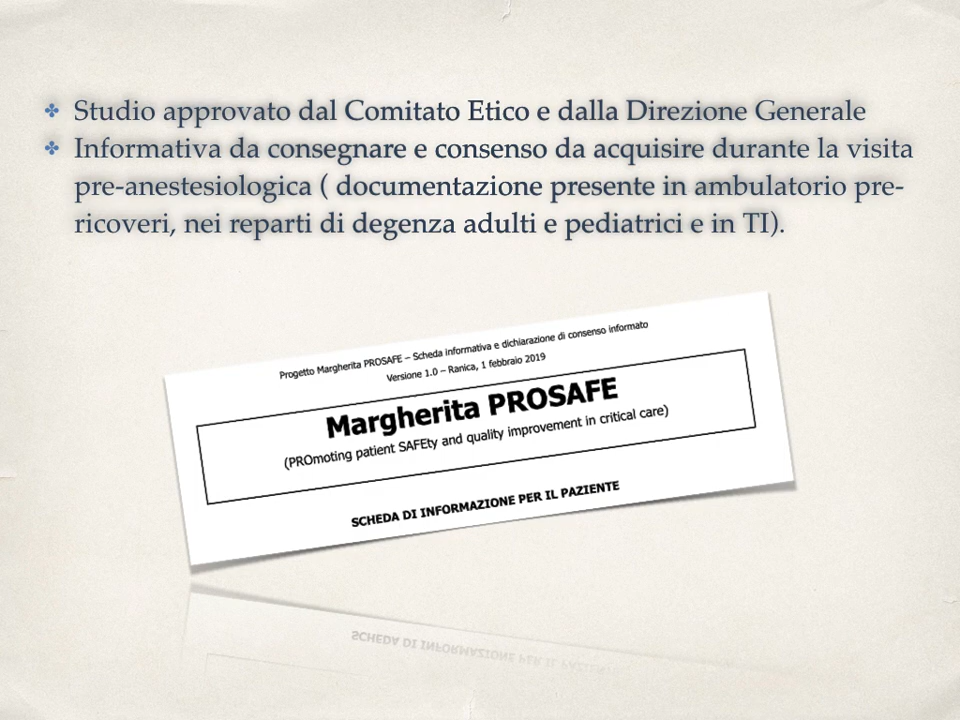 Studio approvato dal Comitato Etico e dalla Direzione Generale
Informativa da consegnare e consenso da acquisire durante la visita
pre-anestesiologica ( documentazione presente in ambulatorio pre-
ricoveri, nei reparti di degenza adulti e pediatrici e in TI).
Progetto Margherita PROSAFE – Scheda informativa e dichiarazione di consenso informato
Versione 1.0 – Ranica, 1 febbraio 2019
Margherita PROSAFE
(PROmoting patient SAFEty and quality improvement in critical care)
SCHEDA DI INFORMAZIONE PER IL PAZIENTE